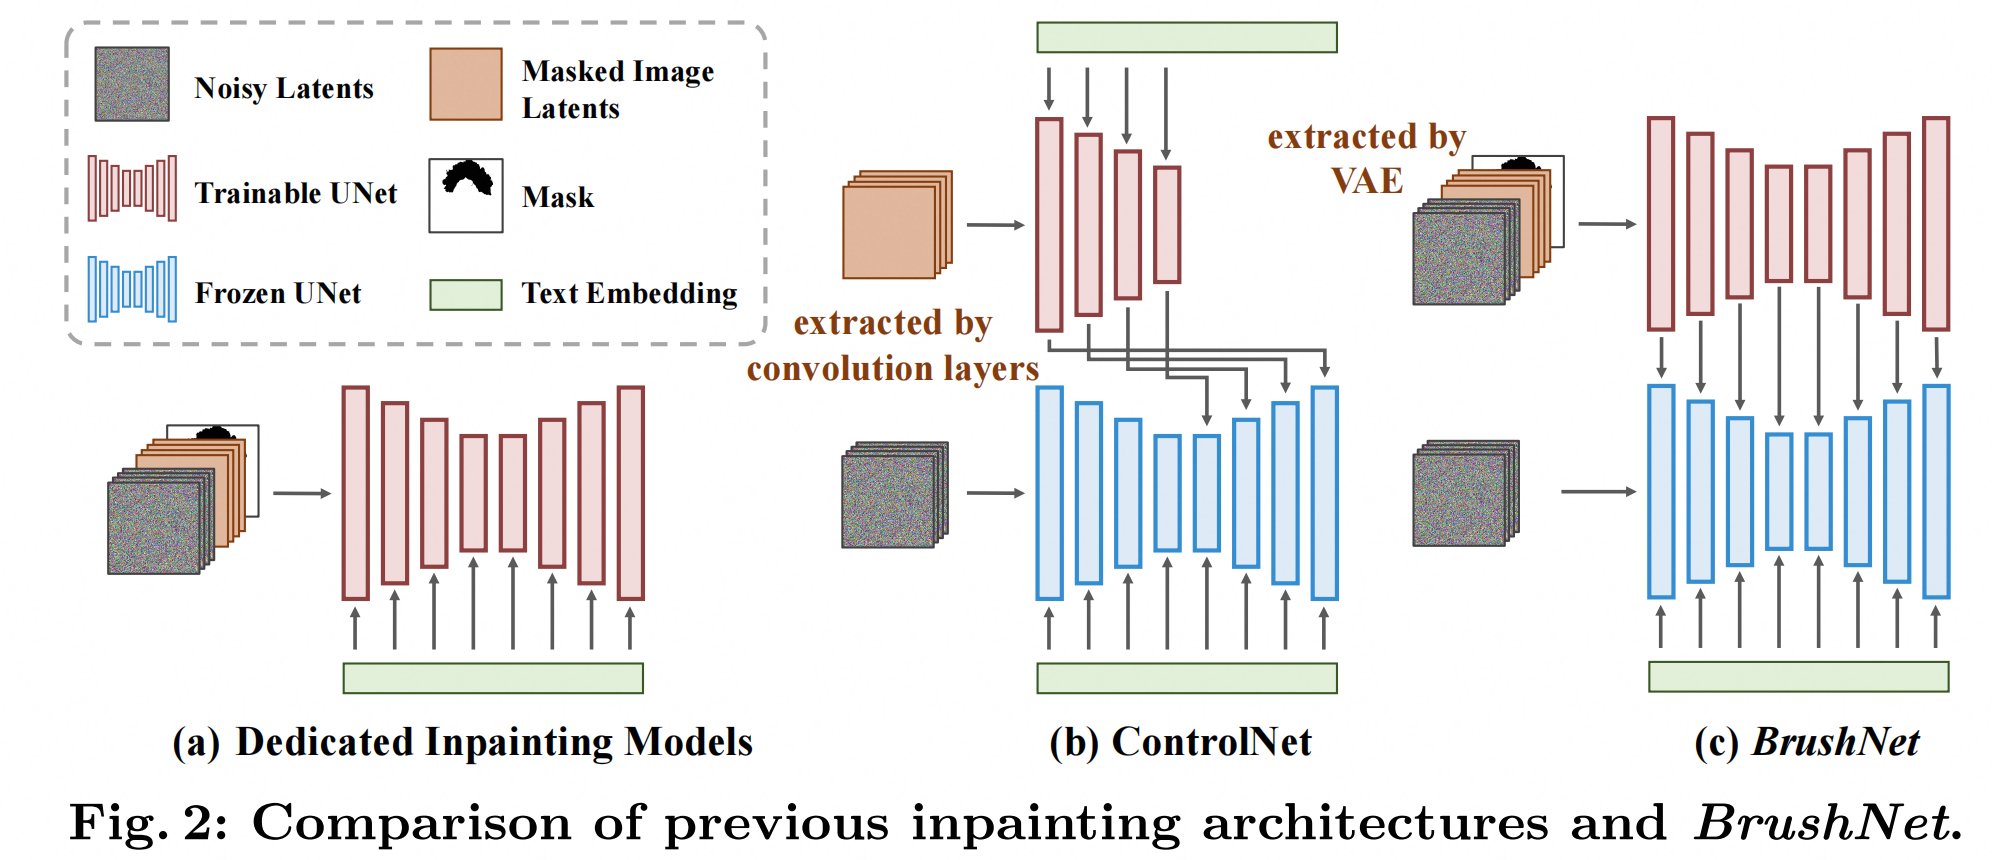 Noisy Latents
Masked Image
Latents
Trainable UNet
Mask
Frozen UNet
Text Embedding
extracted by
convolution layers
extracted by
VAE
(a) Dedicated Inpainting Models
(b) ControlNet
(c) BrushNet
Fig. 2: Comparison of previous inpainting architectures and BrushNet.